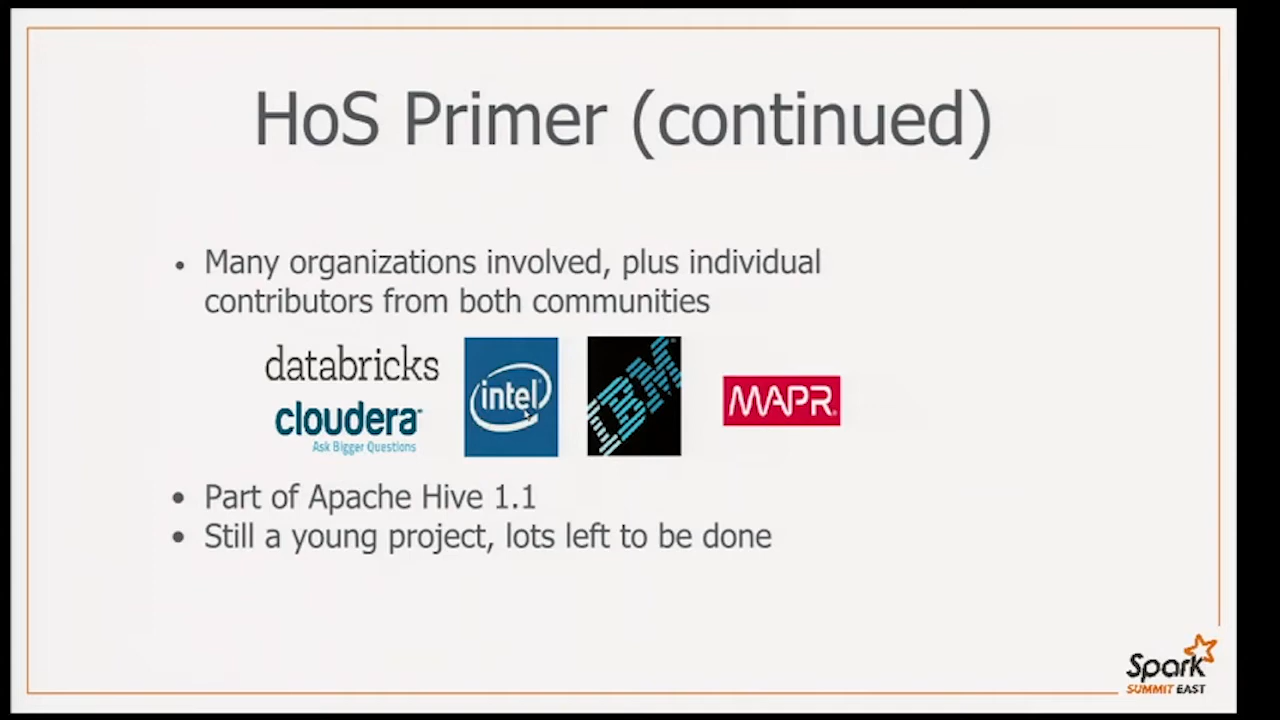 HoS Primer (continued)
• Many organizations involved, plus individual
contributors from both communities
databricks
cloudera
Ask Bigger Questions
intel
IBM
MAPR
• Part of Apache Hive 1.1
• Still a young project, lots left to be done
Spark
SUMMIT EAST